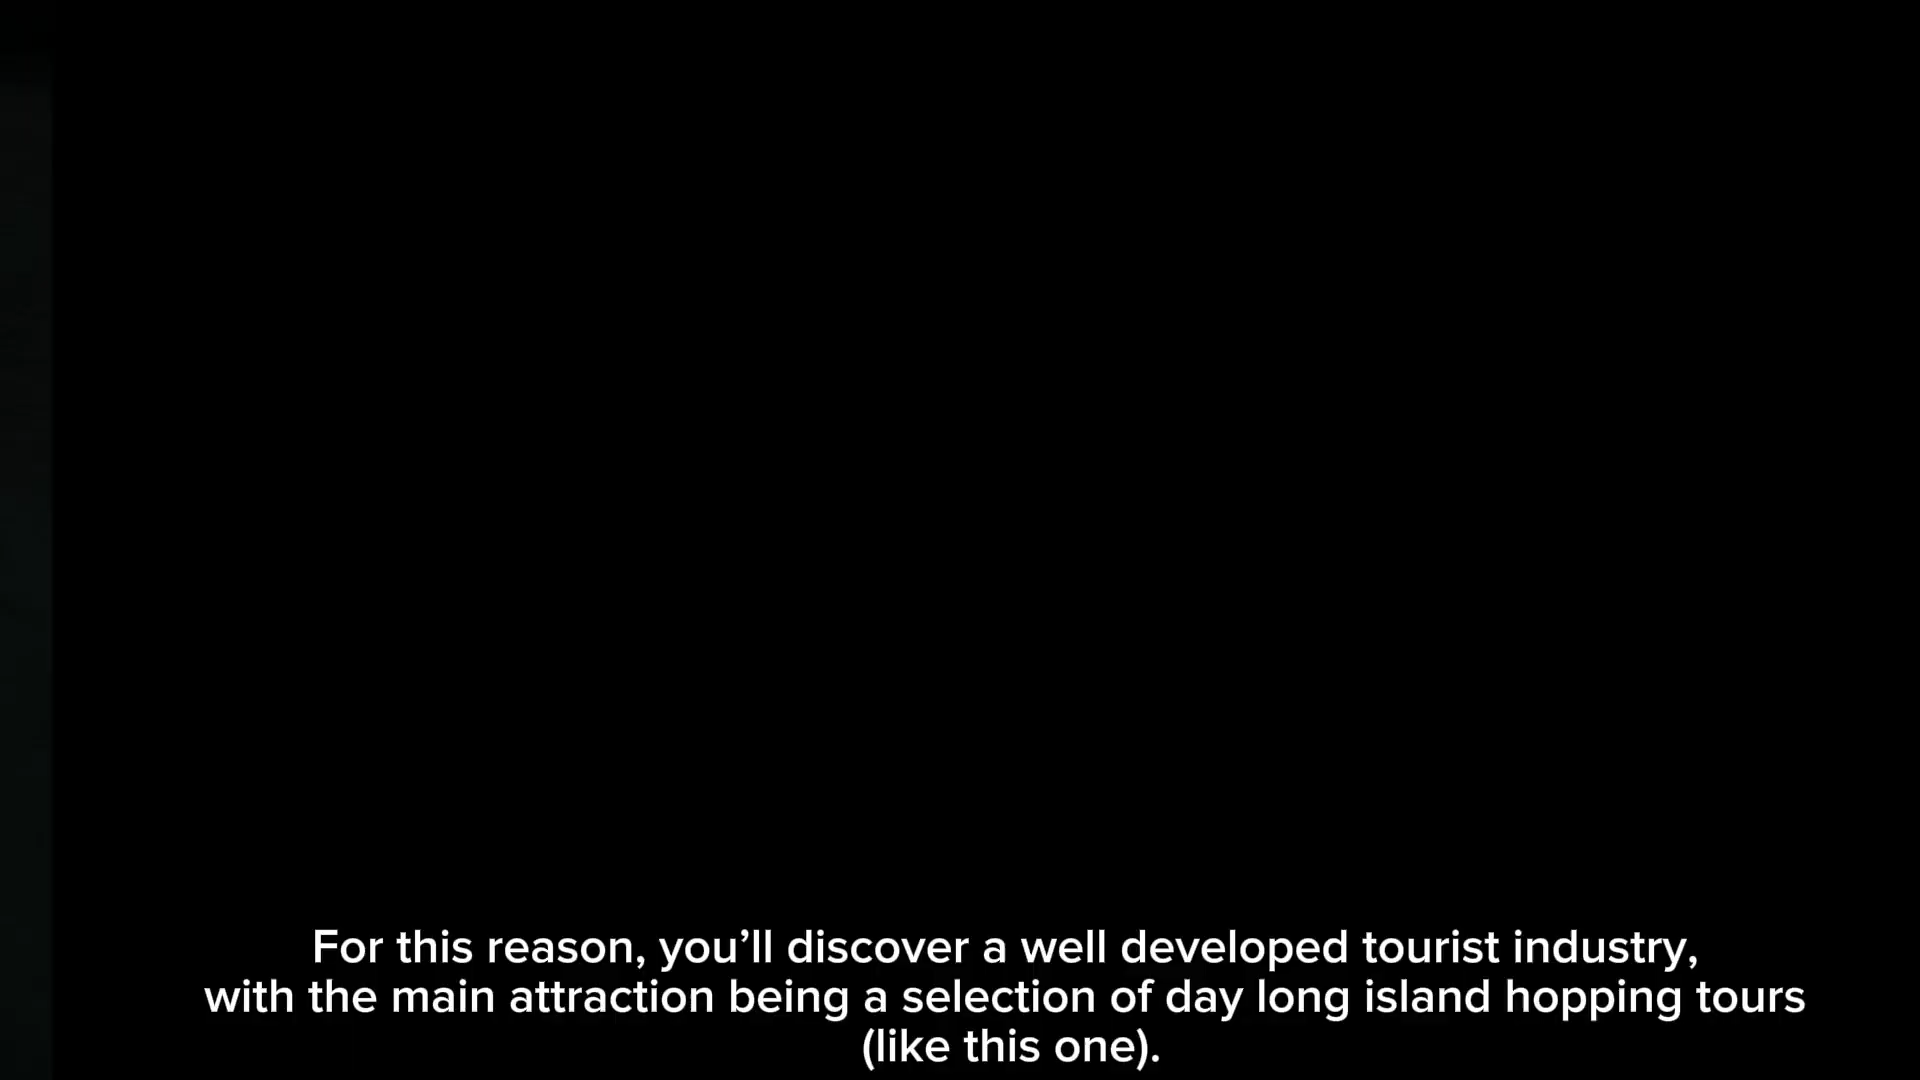 For this reason, you’ll discover a well developed tourist industry,
with the main attraction being a selection of day long island hopping tours
(like this one).